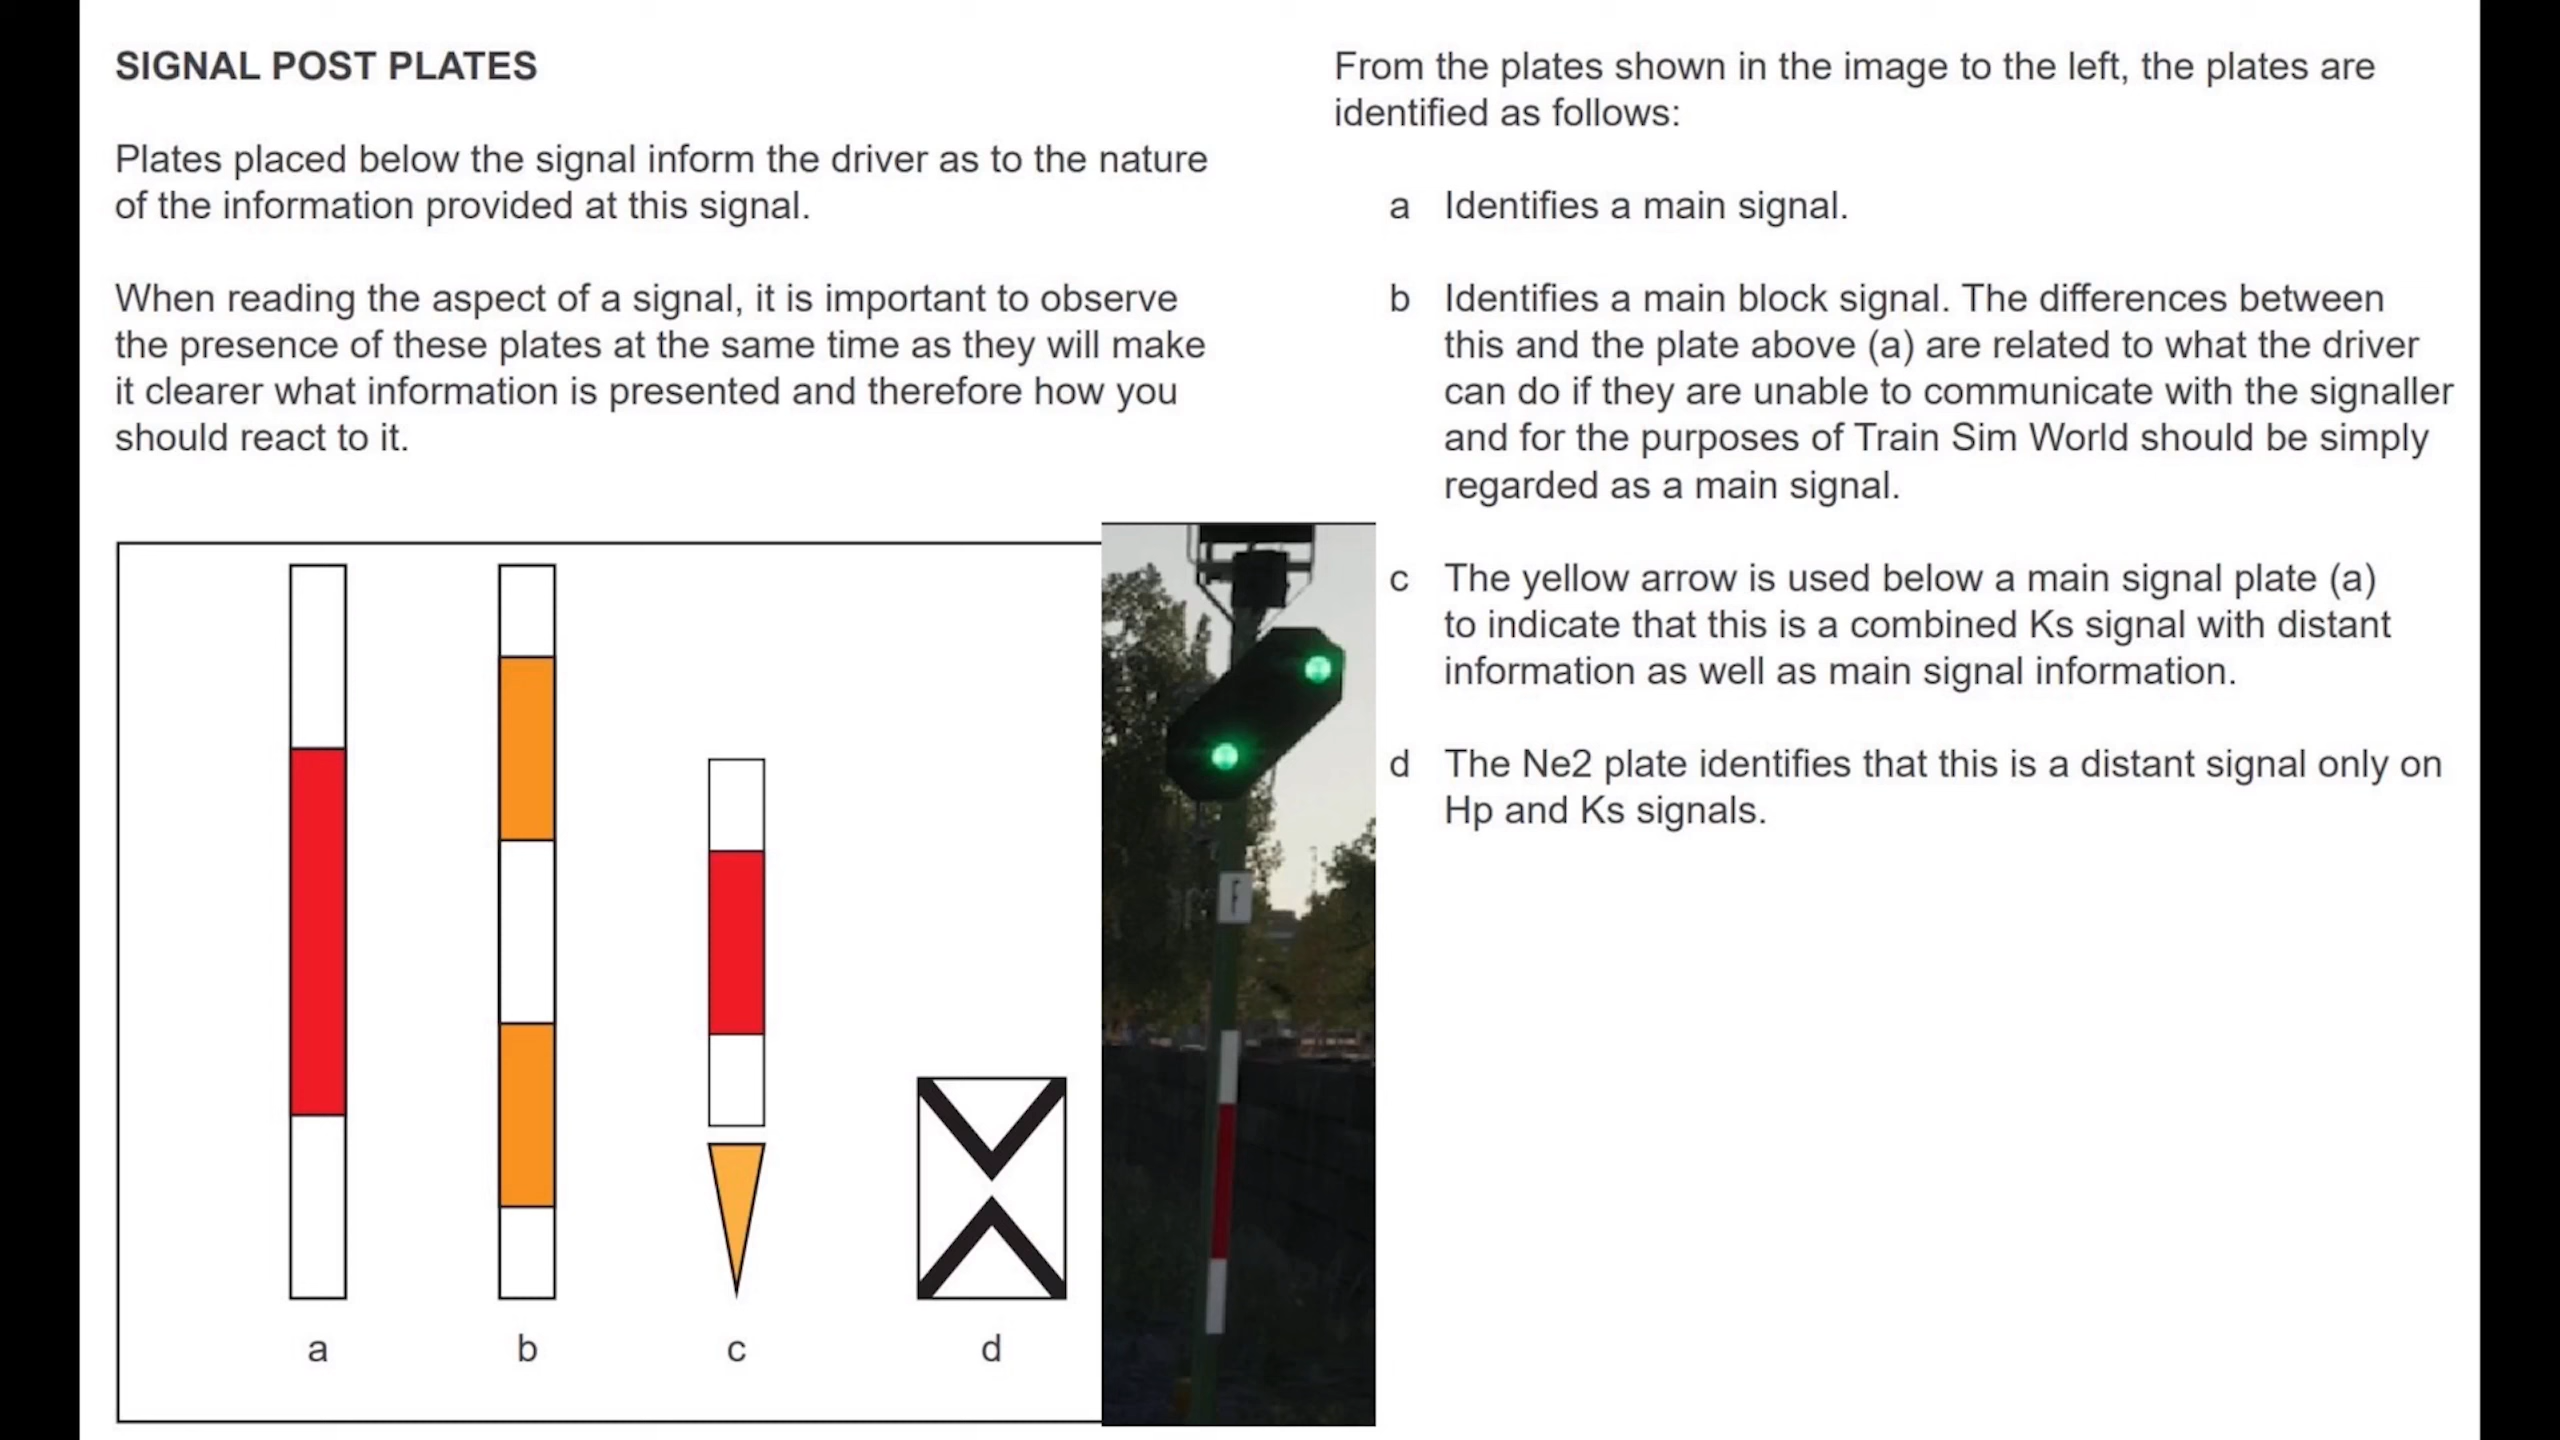 SIGNAL POST PLATES
Plates placed below the signal inform the driver as to the nature
of the information provided at this signal.
When reading the aspect of a signal, it is important to observe
the presence of these plates at the same time as they will make
it clearer what information is presented and therefore how you
should react to it.
a
b
c
d
From the plates shown in the image to the left, the plates are
identified as follows:
a Identifies a main signal.
b Identifies a main block signal. The differences between
this and the plate above (a) are related to what the driver
can do if they are unable to communicate with the signaller
and for the purposes of Train Sim World should be simply
regarded as a main signal.
c The yellow arrow is used below a main signal plate (a)
to indicate that this is a combined Ks signal with distant
information as well as main signal information.
d The Ne2 plate identifies that this is a distant signal only on
Hp and Ks signals.